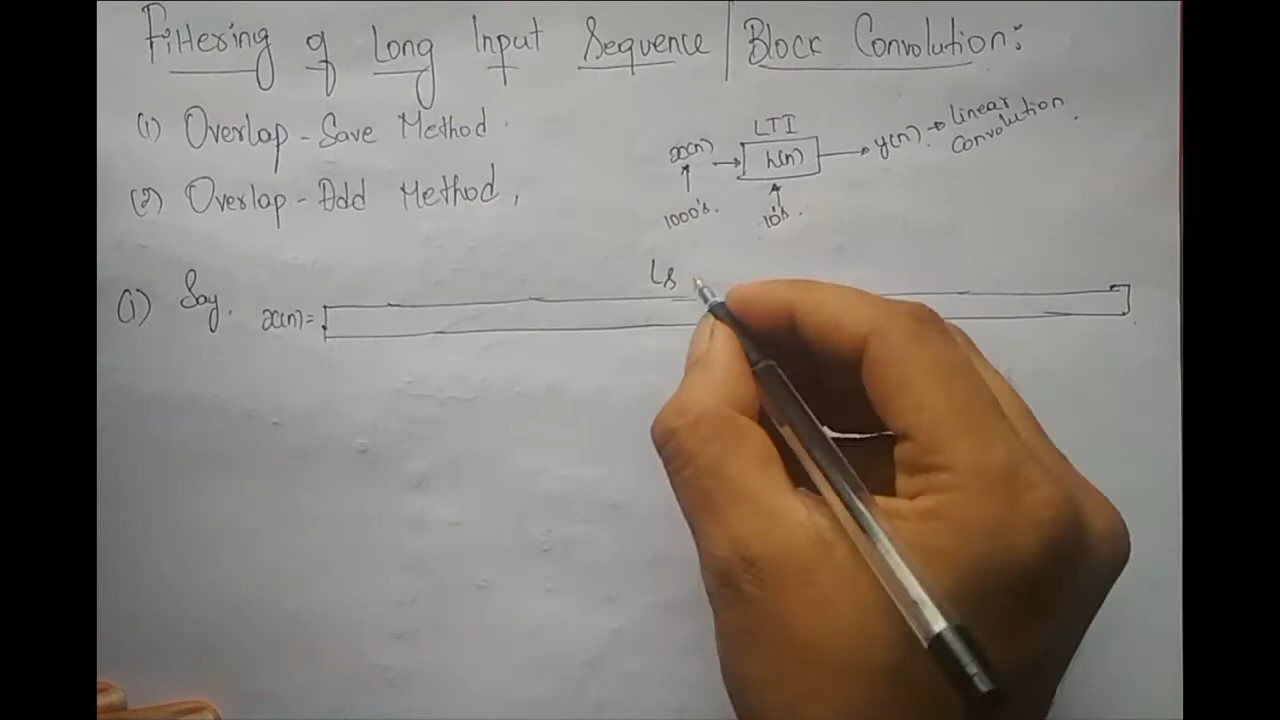 Filtering of Long Input Sequence | Block Convolution:
(1) Overlap-Save Method.
(2) Overlap-Add Method,
LTI
x(n) → h(n) → y(n). → linear convolution.
1000's. 10's.
Ls
(1) Say. x(n)=